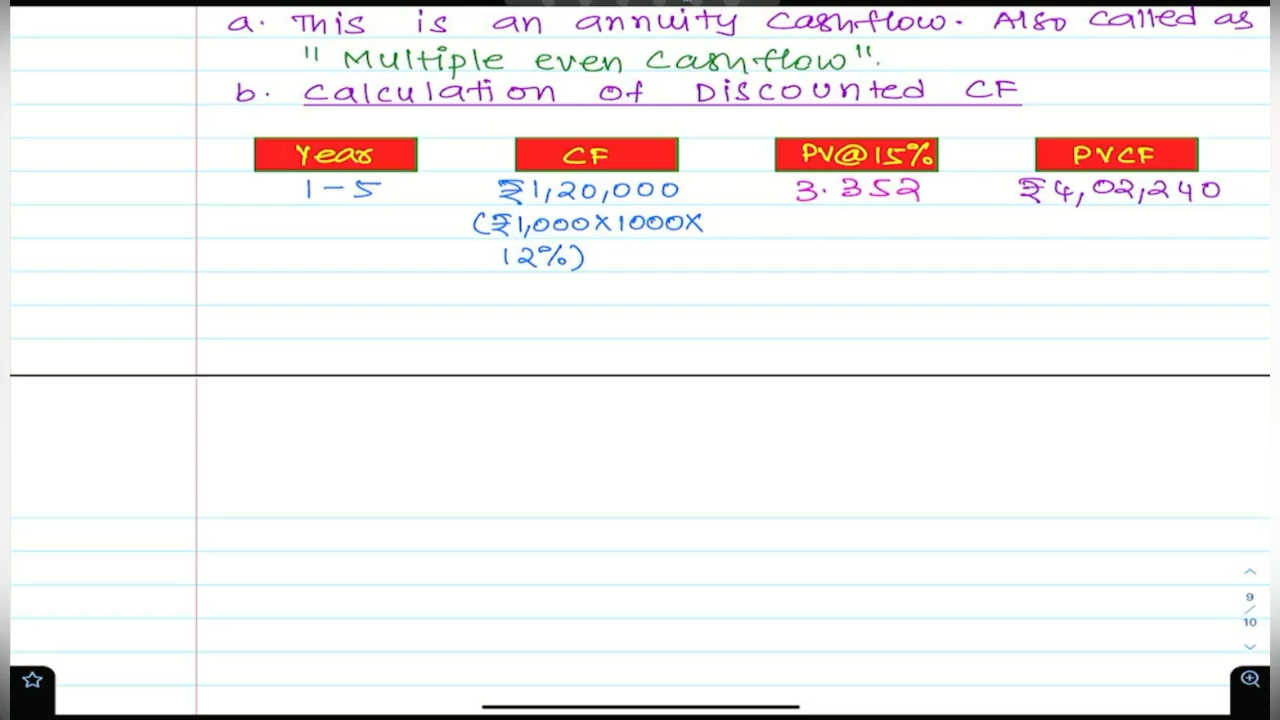 a. This is an annuity cashflow. Also called as
"Multiple even cashflow".
b. Calculation of Discounted CF
Year CF PV@15% PVCF
1-5 ₹1,20,000 3.352 ₹4,02,240
(₹1,000X1000X
12%)
9
/
10